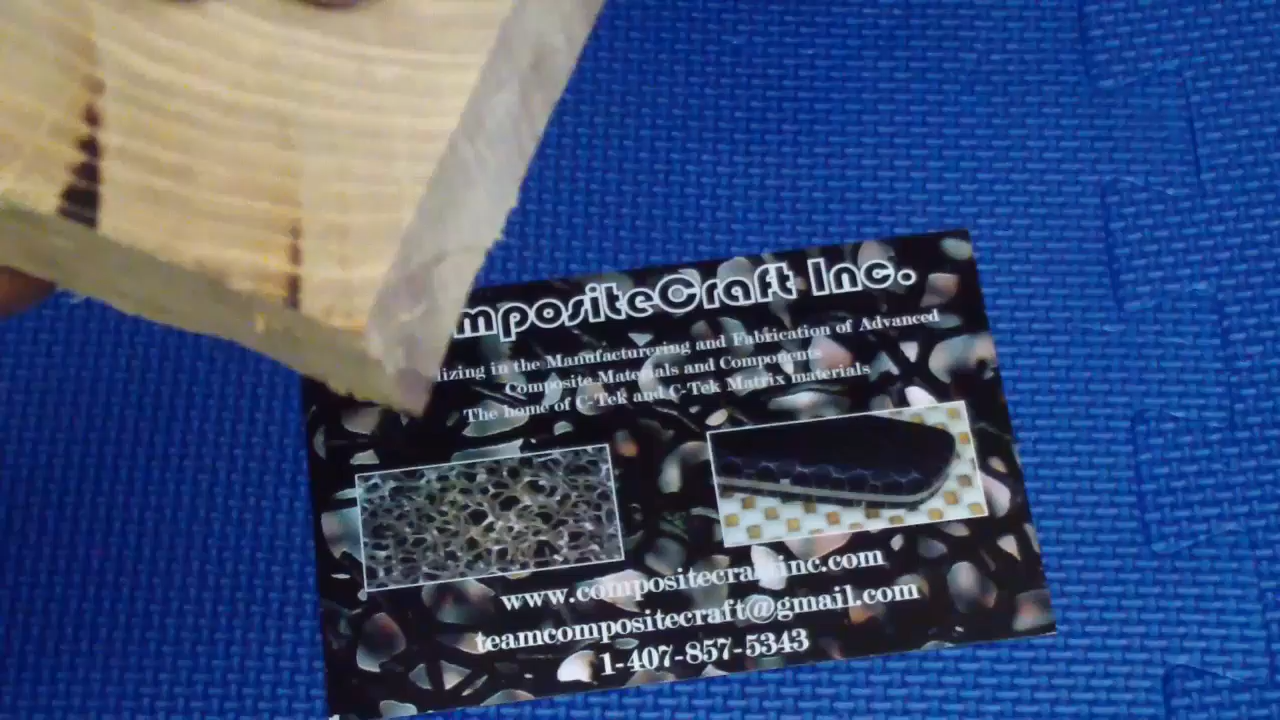 mpositeCraft Inc.
lizing in the Manufacturering and Fabrication of Advanced
Composite Materials and Components
The home of C-Tek and C-Tek Matrix materials
www.compositecraftinc.com
teamcompositecraft@gmail.com
1-407-857-5343